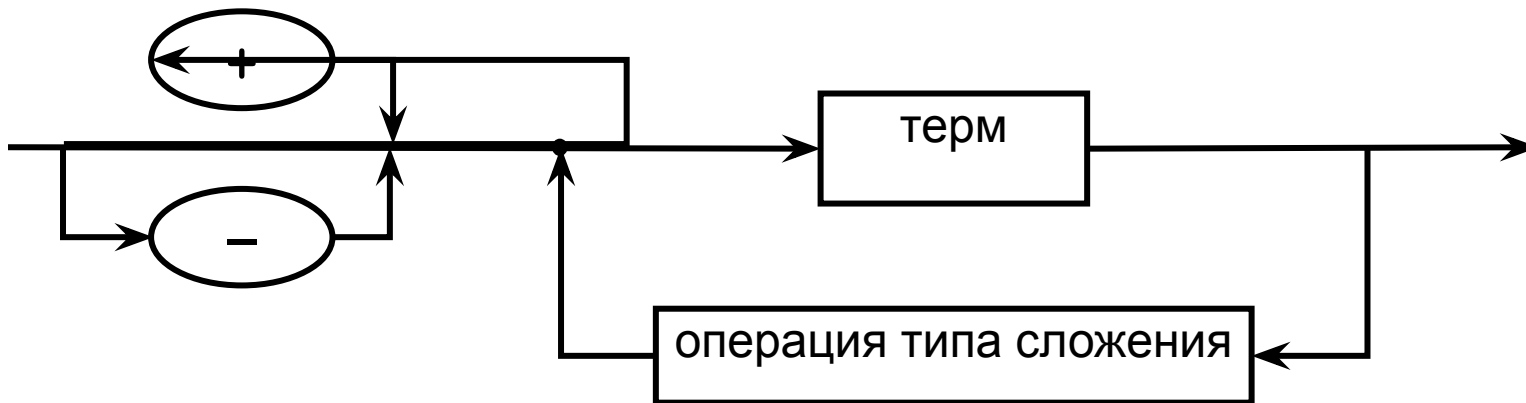 +
терм
–
операция типа сложения